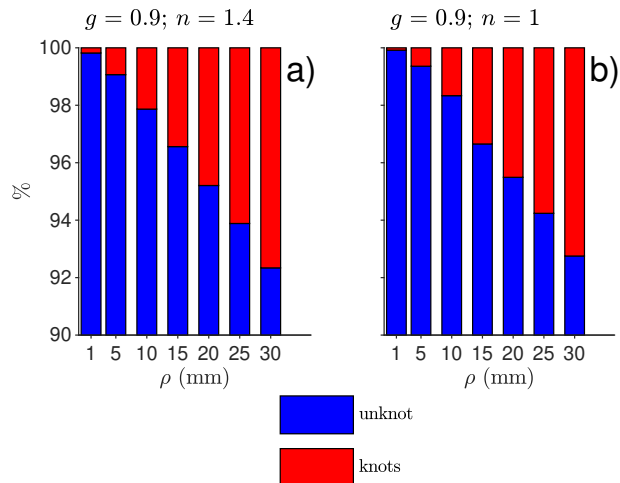 g = 0.9; n = 1.4
g = 0.9; n = 1
a)
b)
%
100
98
96
94
92
90
1 5 10 15 20 25 30
1 5 10 15 20 25 30
ρ (mm)
ρ (mm)
unknot
knots